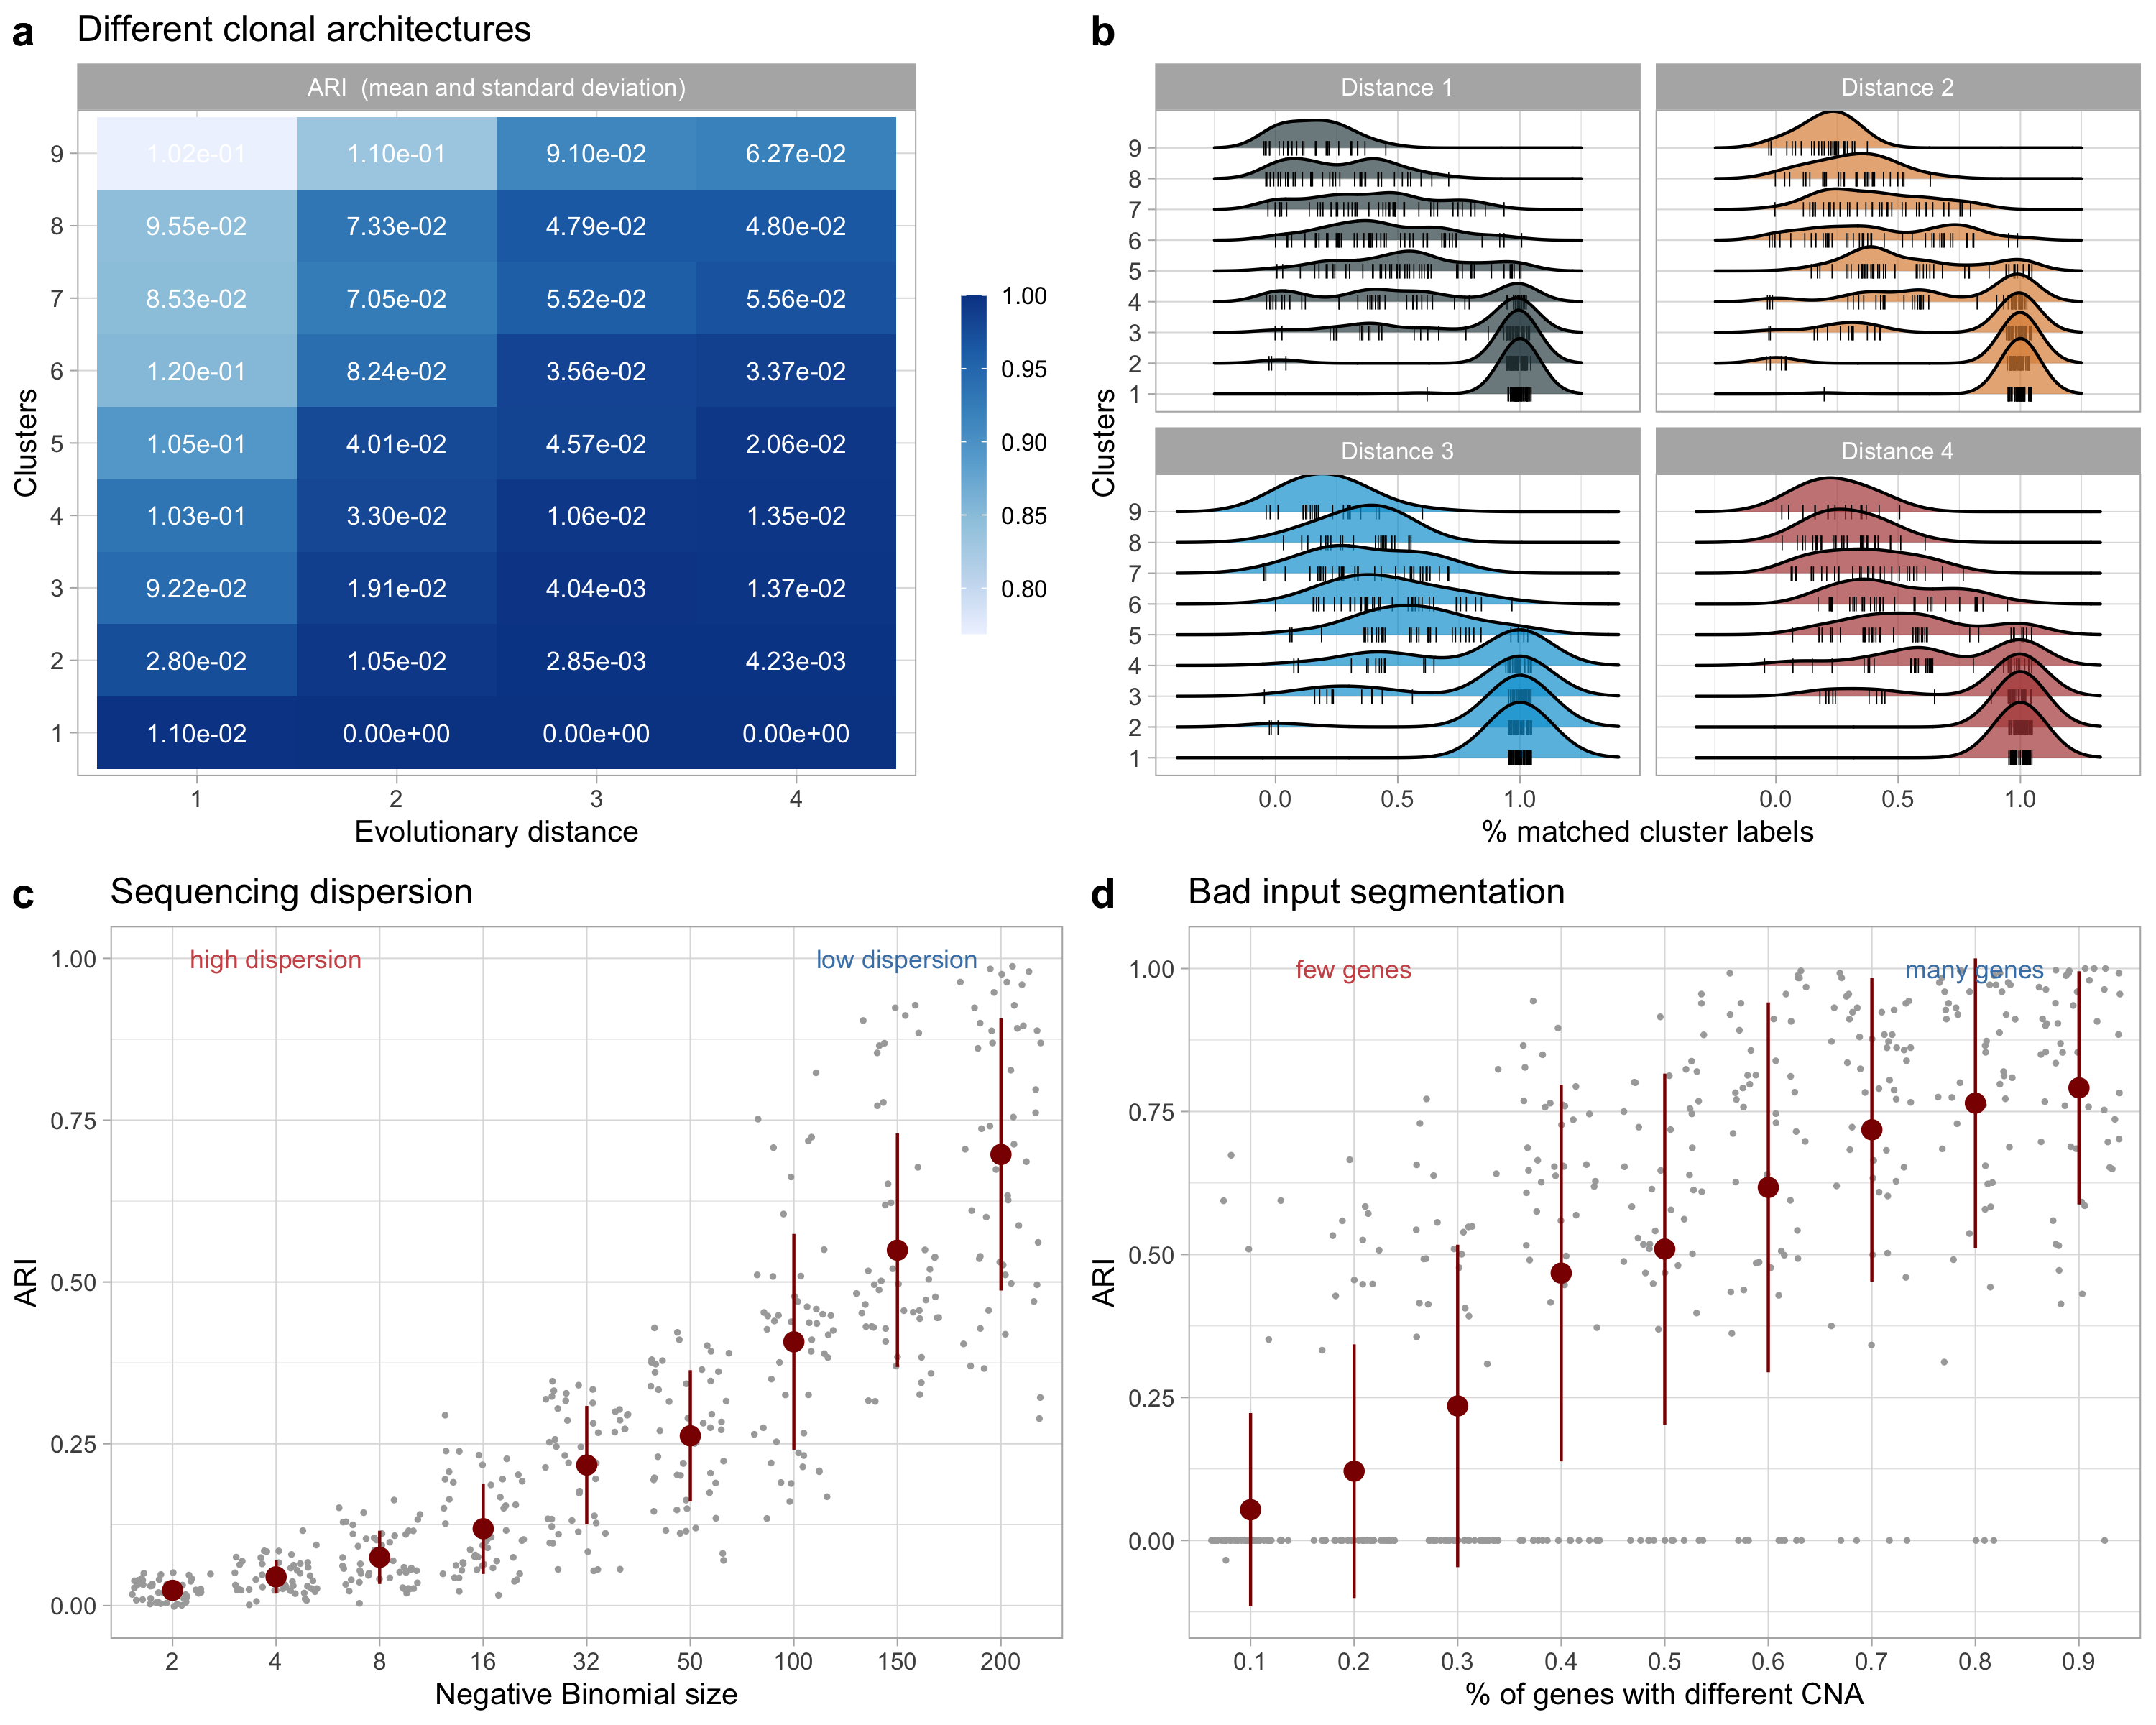 a Different clonal architectures
ARI (mean and standard deviation)
9 1.02e-01 1.10e-01 9.10e-02 6.27e-02
8 9.55e-02 7.33e-02 4.79e-02 4.80e-02
7 8.53e-02 7.05e-02 5.52e-02 5.56e-02
6 1.20e-01 8.24e-02 3.56e-02 3.37e-02
5 1.05e-01 4.01e-02 4.57e-02 2.06e-02
4 1.03e-01 3.30e-02 1.06e-02 1.35e-02
3 9.22e-02 1.91e-02 4.04e-03 1.37e-02
2 2.80e-02 1.05e-02 2.85e-03 4.23e-03
1 1.10e-02 0.00e+00 0.00e+00 0.00e+00
Clusters
1 2 3 4
Evolutionary distance
1.00
0.95
0.90
0.85
0.80
b
Distance 1 Distance 2
9
8
7
6
5
4
3
2
1
Clusters
Distance 3 Distance 4
9
8
7
6
5
4
3
2
1
0.0 0.5 1.0 0.0 0.5 1.0
% matched cluster labels
c Sequencing dispersion
high dispersion low dispersion
1.00
0.75
0.50
0.25
0.00
ARI
2 4 8 16 32 50 100 150 200
Negative Binomial size
d Bad input segmentation
few genes many genes
1.00
0.75
0.50
0.25
0.00
ARI
0.1 0.2 0.3 0.4 0.5 0.6 0.7 0.8 0.9
% of genes with different CNA